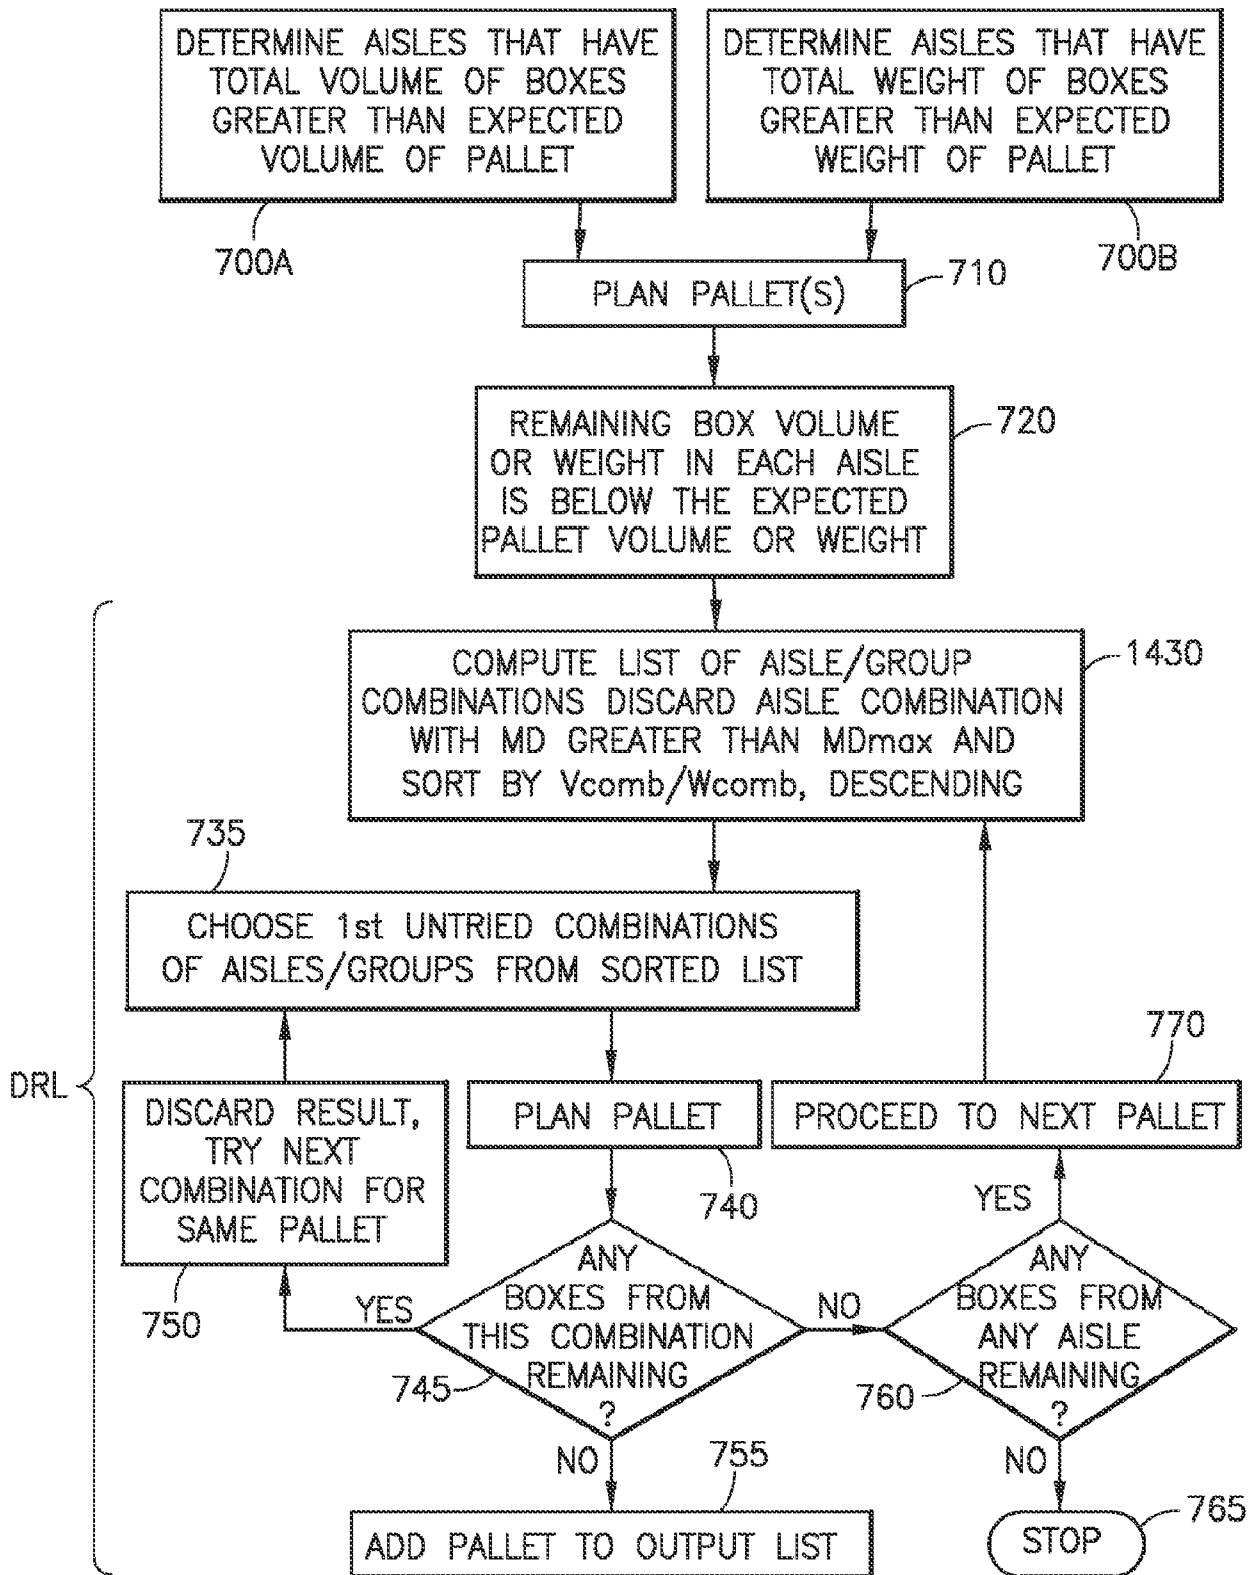 DETERMINE AISLES THAT HAVE
TOTAL VOLUME OF BOXES
GREATER THAN EXPECTED
VOLUME OF PALLET
700A
DETERMINE AISLES THAT HAVE
TOTAL WEIGHT OF BOXES
GREATER THAN EXPECTED
WEIGHT OF PALLET
700B
PLAN PALLET(S)
710
REMAINING BOX VOLUME
OR WEIGHT IN EACH AISLE
IS BELOW THE EXPECTED
PALLET VOLUME OR WEIGHT
720
DRL
COMPUTE LIST OF AISLE/GROUP
COMBINATIONS DISCARD AISLE COMBINATION
WITH MD GREATER THAN MDmax AND
SORT BY Vcomb/Wcomb, DESCENDING
1430
735
CHOOSE 1st UNTRIED COMBINATIONS
OF AISLES/GROUPS FROM SORTED LIST
DISCARD RESULT,
TRY NEXT
COMBINATION FOR
SAME PALLET
750
PLAN PALLET
740
770
PROCEED TO NEXT PALLET
YES
ANY
BOXES FROM
THIS COMBINATION
REMAINING
?
745
YES
NO
NO
ANY
BOXES FROM
ANY AISLE
REMAINING
?
760
NO
755
ADD PALLET TO OUTPUT LIST
STOP
765